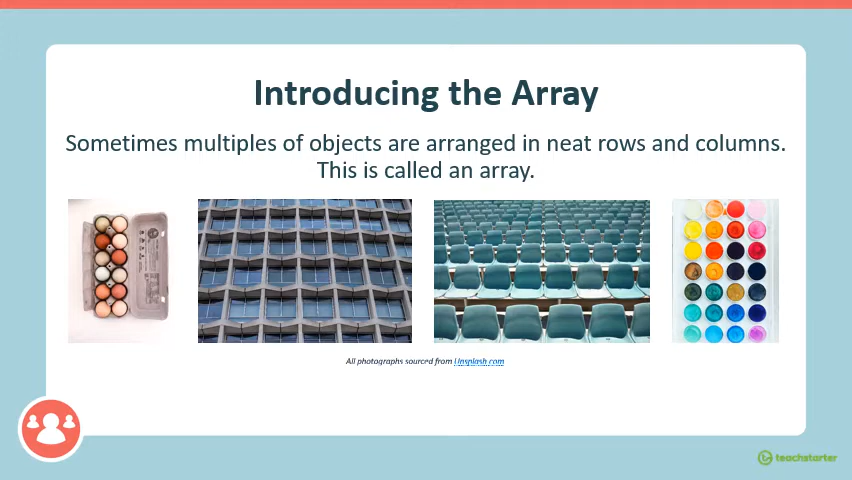 Introducing the Array
Sometimes multiples of objects are arranged in neat rows and columns.
This is called an array.
All photographs sourced from Unsplash.com
teachstarter